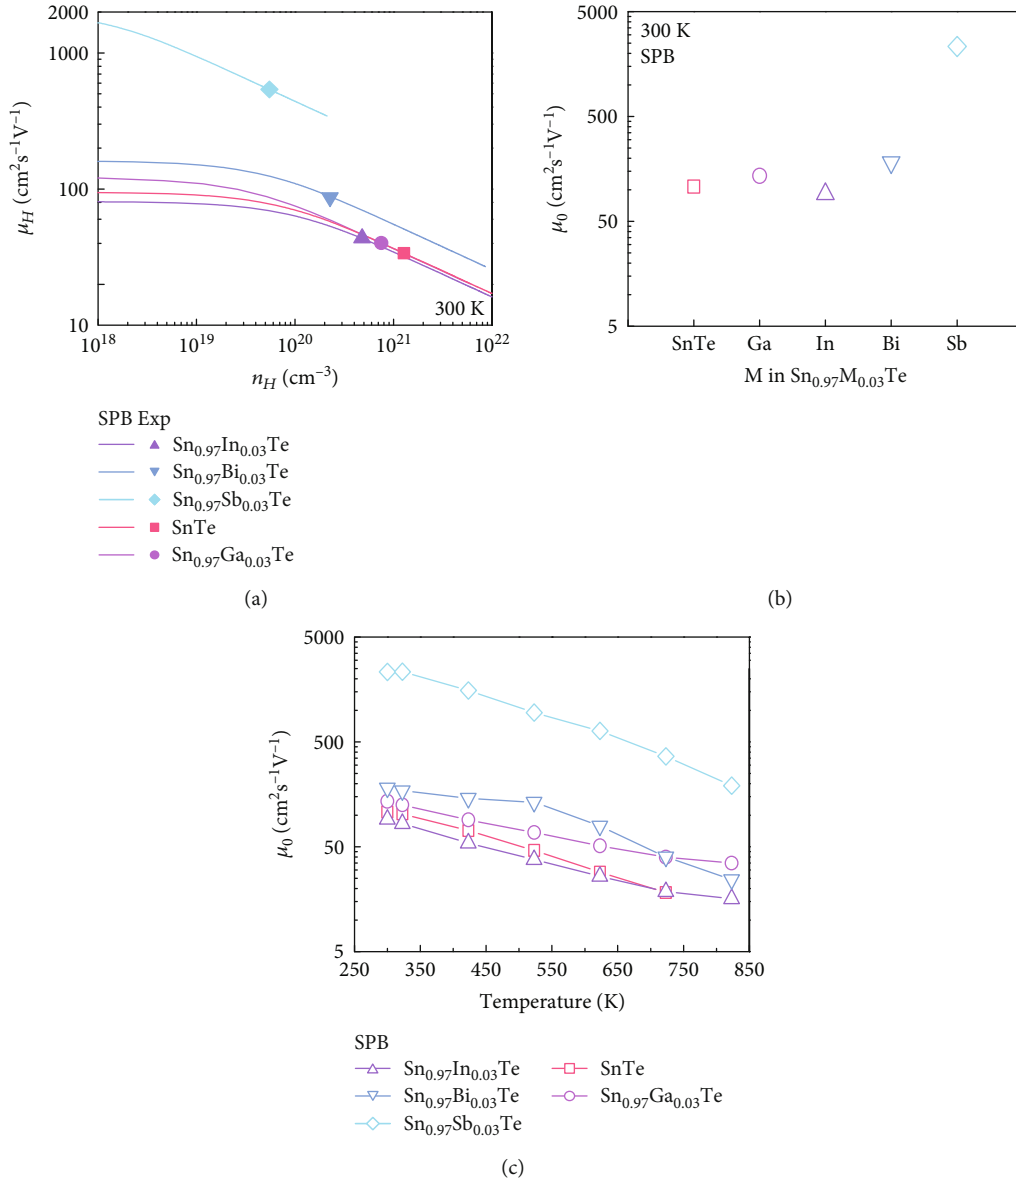 2000
1000
100
10
μH (cm²s⁻¹V⁻¹)
300 K
10¹⁸ 10¹⁹ 10²⁰ 10²¹ 10²²
nH (cm⁻³)
SPB Exp
Sn₀.₉₇In₀.₀₃Te
Sn₀.₉₇Bi₀.₀₃Te
Sn₀.₉₇Sb₀.₀₃Te
SnTe
Sn₀.₉₇Ga₀.₀₃Te
(a)
5000
500
50
5
μ₀ (cm²s⁻¹V⁻¹)
300 K
SPB
SnTe Ga In Bi Sb
M in Sn₀.₉₇M₀.₀₃Te
(b)
5000
500
50
5
μ₀ (cm²s⁻¹V⁻¹)
250 350 450 550 650 750 850
Temperature (K)
SPB
Sn₀.₉₇In₀.₀₃Te SnTe
Sn₀.₉₇Bi₀.₀₃Te Sn₀.₉₇Ga₀.₀₃Te
Sn₀.₉₇Sb₀.₀₃Te
(c)